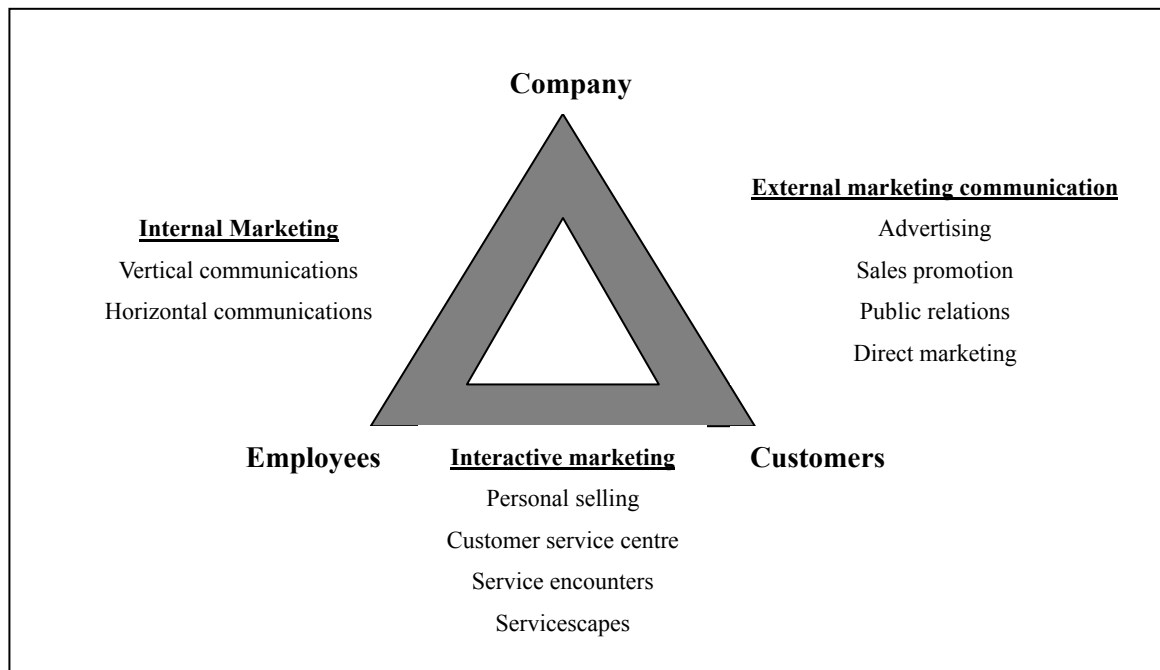 Company
External marketing communication
Advertising
Sales promotion
Public relations
Direct marketing
Internal Marketing
Vertical communications
Horizontal communications
Employees
Interactive marketing
Personal selling
Customer service centre
Service encounters
Servicescapes
Customers